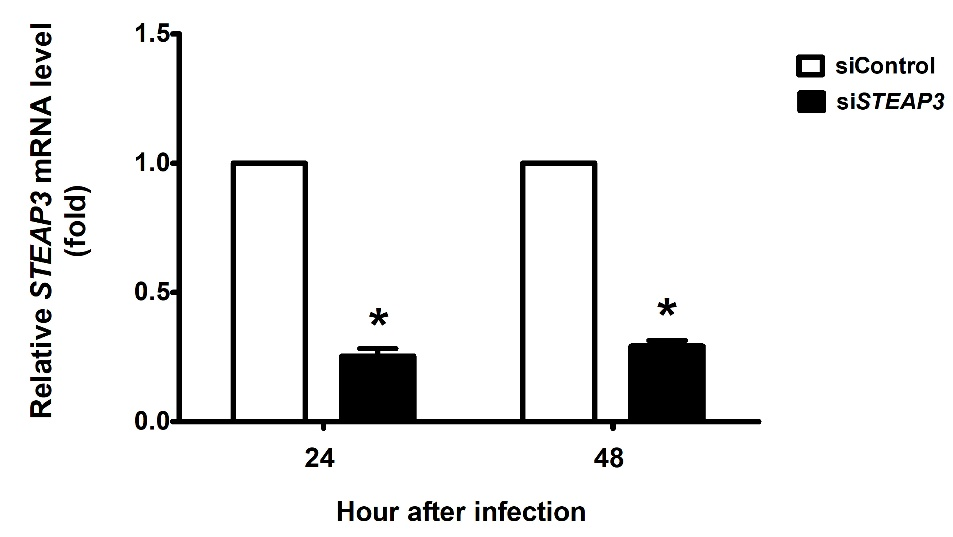 Relative STEAP3 mRNA level
(fold)
1.5
1.0
0.5
0.0
*
*
24
48
Hour after infection
siControl
siSTEAP3